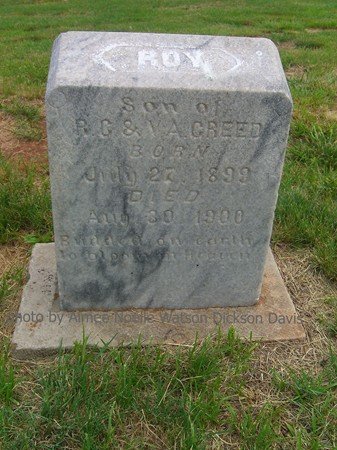 ROY
Son of
R.C. & V.A. CREED
BORN
July 27, 1899
DIED
Aug. 30, 1900
Budded on earth
to bloom in Heaven
photo by Aimee Noelle Watson Dickson Davis